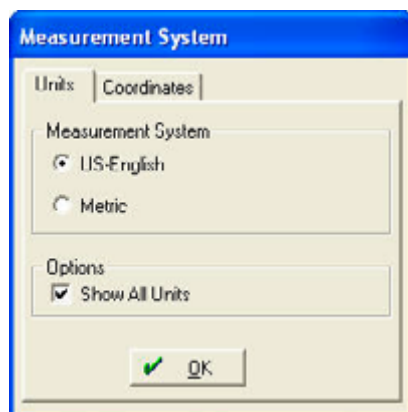 Measurement System
Units Coordinates
Measurement System
US-English
Metric
Options
Show All Units
OK